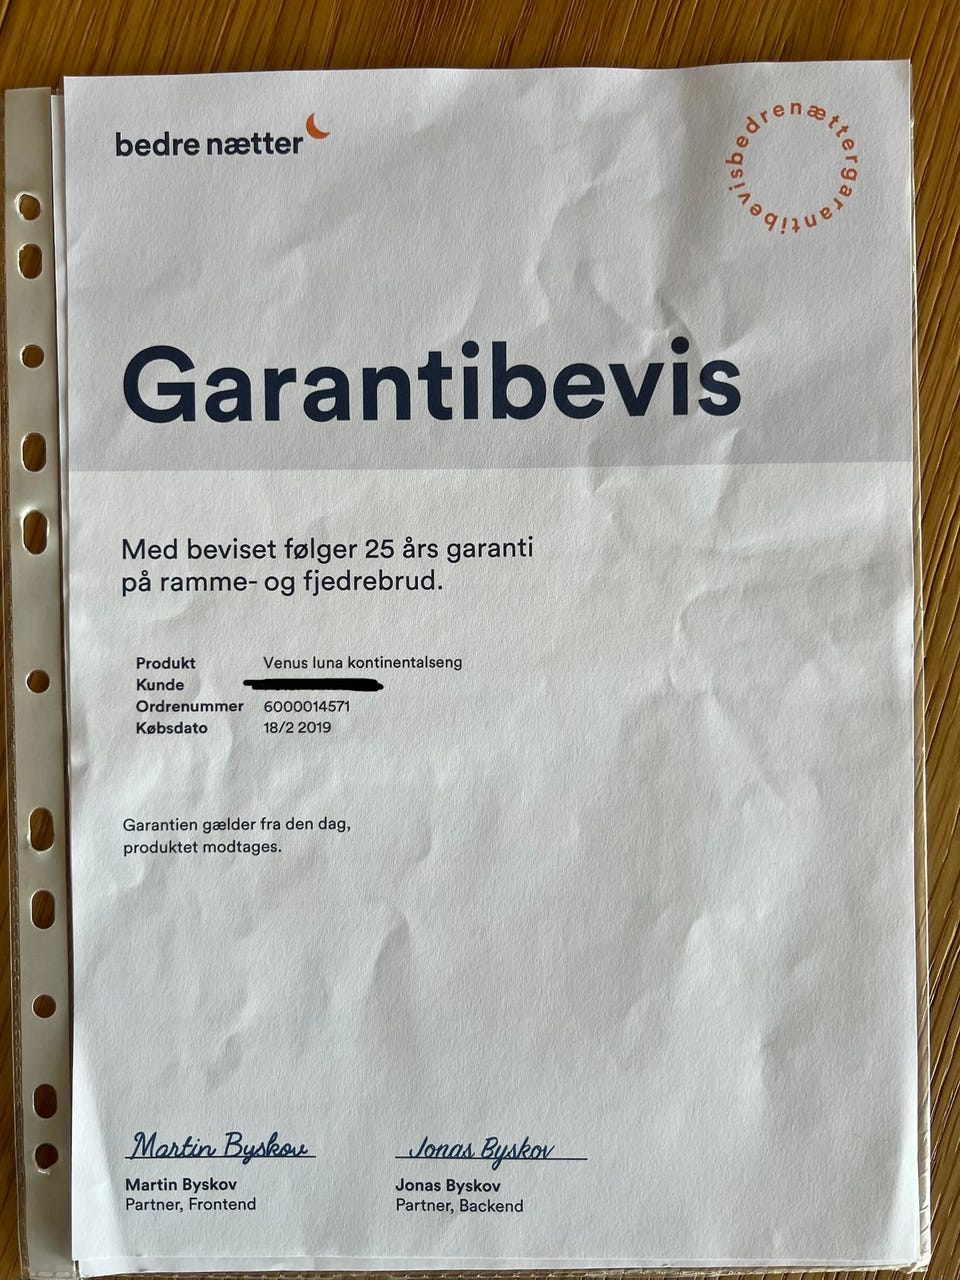 bedre nætter
bedrenættergarantibevis
Garantibevis
Med beviset følger 25 års garanti
på ramme- og fjedrebrud.
Produkt Venus luna kontinentalseng
Kunde
Ordrenummer 6000014571
Købsdato 18/2 2019
Garantien gælder fra den dag,
produktet modtages.
Martin Byskov Jonas Byskov
Martin Byskov Jonas Byskov
Partner, Frontend Partner, Backend